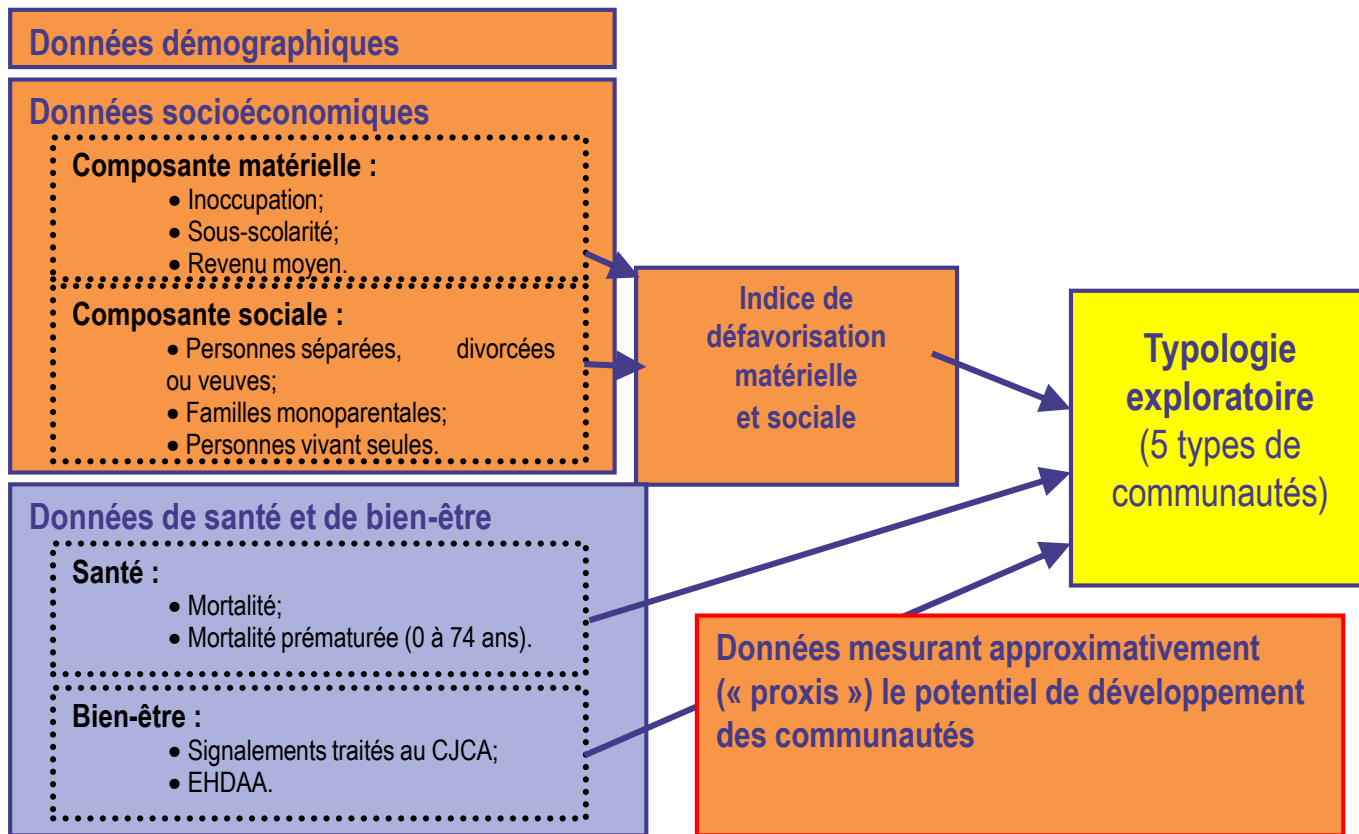 Données démographiques
Données socioéconomiques
Composante matérielle :
• Inoccupation;
• Sous-scolarité;
• Revenu moyen.
Composante sociale :
• Personnes séparées, divorcées
ou veuves;
• Familles monoparentales;
• Personnes vivant seules.
Indice de
défavorisation
matérielle
et sociale
Typologie
exploratoire
(5 types de
communautés)
Données de santé et de bien-être
Santé :
• Mortalité;
• Mortalité prématurée (0 à 74 ans).
Bien-être :
• Signalements traités au CJCA;
• EHDAA.
Données mesurant approximativement
(« proxis ») le potentiel de développement
des communautés